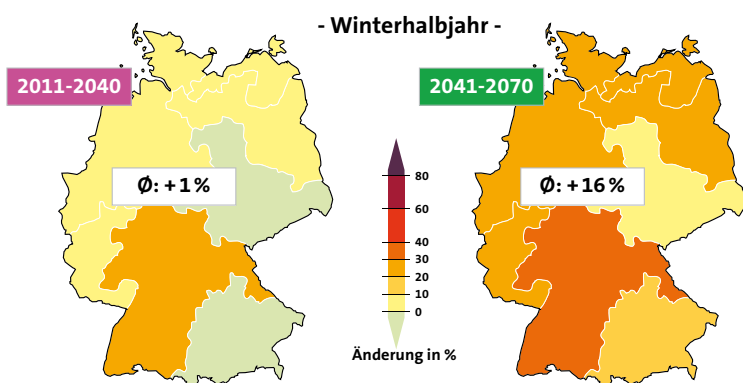 - Winterhalbjahr -
2011-2040
2041-2070
Ø: +1 %
Ø: +16 %
80
60
40
30
20
10
0
Änderung in %